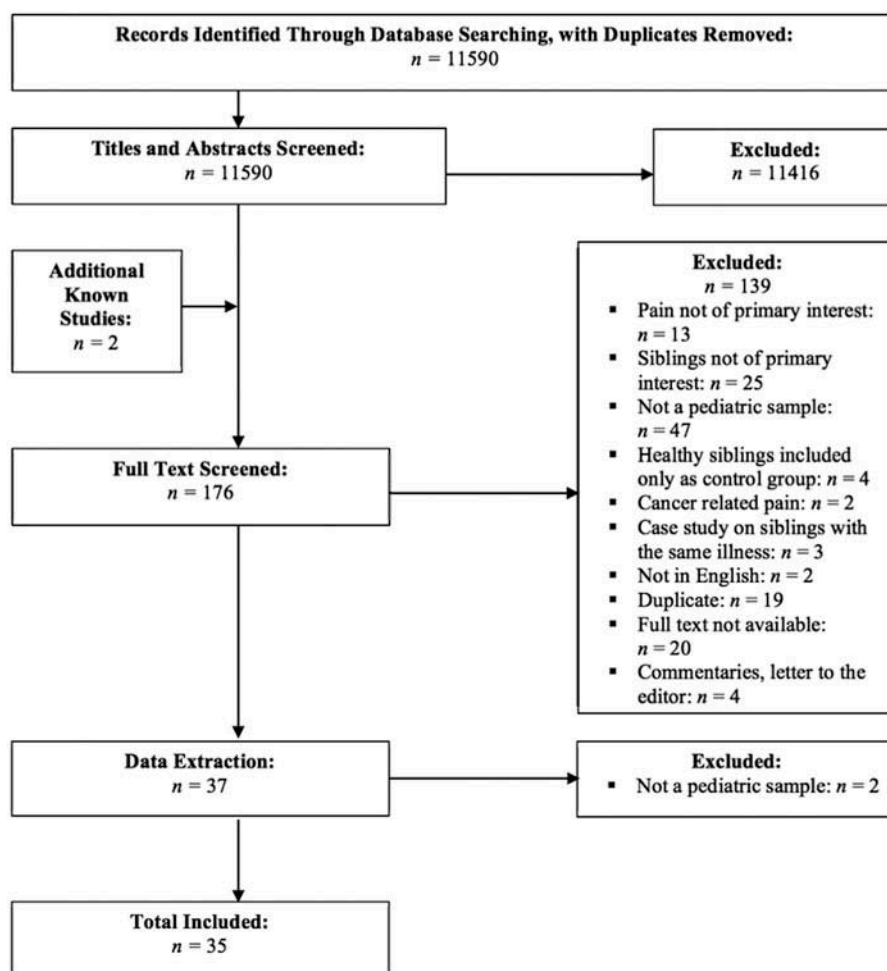 Records Identified Through Database Searching, with Duplicates Removed:
n = 11590
Titles and Abstracts Screened:
n = 11590
Excluded:
n = 11416
Additional
Known
Studies:
n = 2
Full Text Screened:
n = 176
Excluded:
n = 139
▪ Pain not of primary interest:
n = 13
▪ Siblings not of primary
interest: n = 25
▪ Not a pediatric sample:
n = 47
▪ Healthy siblings included
only as control group: n = 4
▪ Cancer related pain: n = 2
▪ Case study on siblings with
the same illness: n = 3
▪ Not in English: n = 2
▪ Duplicate: n = 19
▪ Full text not available:
n = 20
▪ Commentaries, letter to the
editor: n = 4
Data Extraction:
n = 37
Excluded:
▪ Not a pediatric sample: n = 2
Total Included:
n = 35